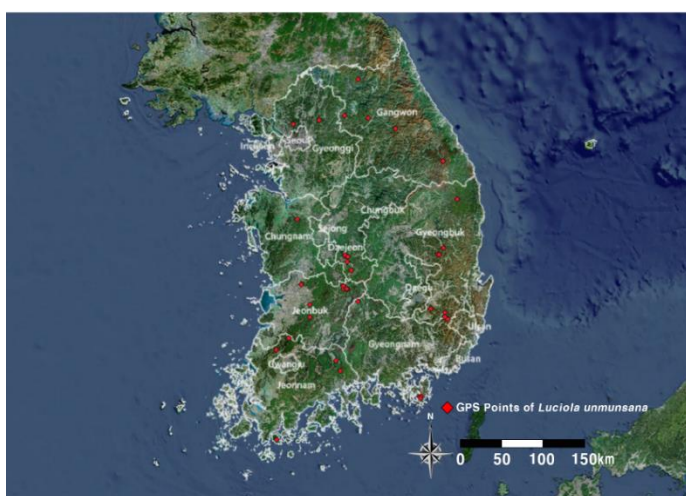 Gangwon
Seoul
Incheon
Gyeonggi
Chungbuk
Sejong
Chungnam
Daejeon
Gyeongbuk
Daegu
Jeonbuk
Ulsan
Gyeongnam
Busan
Gwangju
Jeonnam
GPS Points of Luciola unmunsana
N
0 50 100 150km